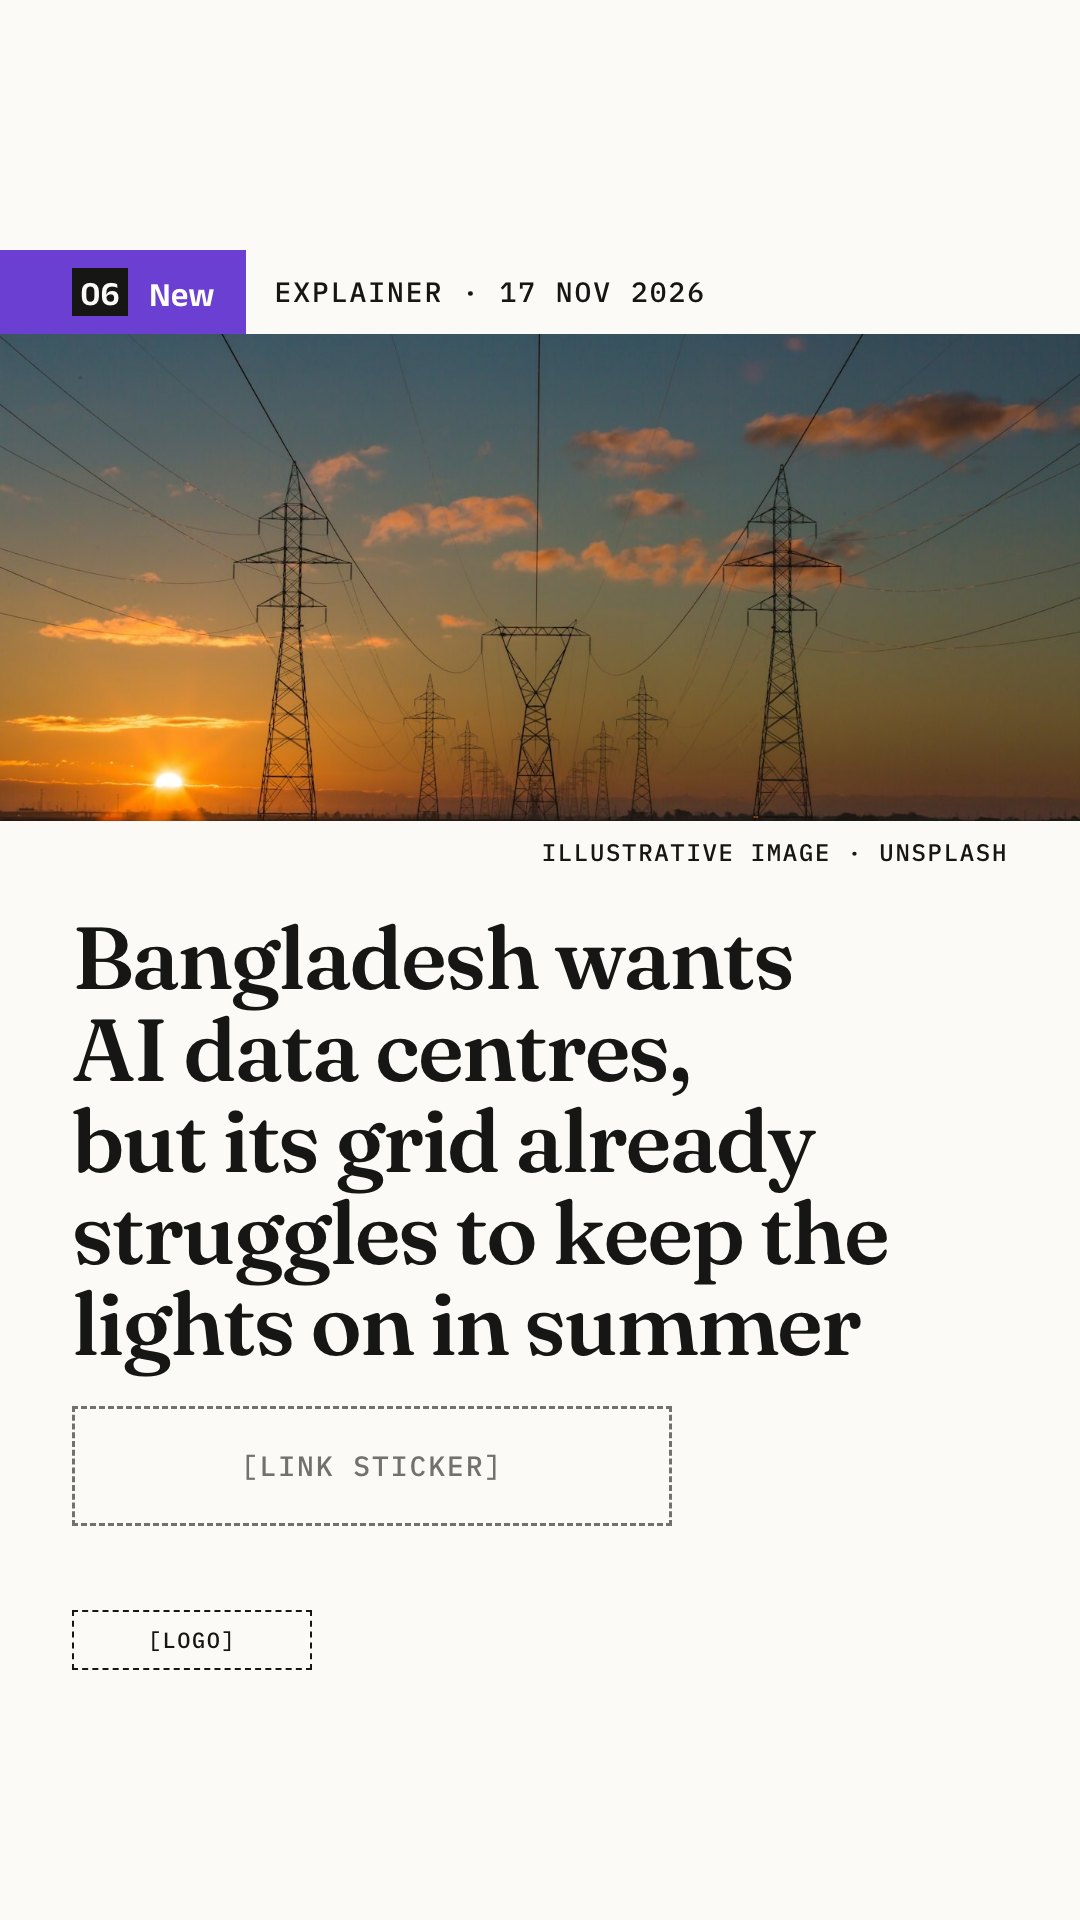 06 New
EXPLAINER · 17 NOV 2026
ILLUSTRATIVE IMAGE · UNSPLASH
Bangladesh wants
AI data centres,
but its grid already
struggles to keep the
lights on in summer
[LINK STICKER]
[LOGO]